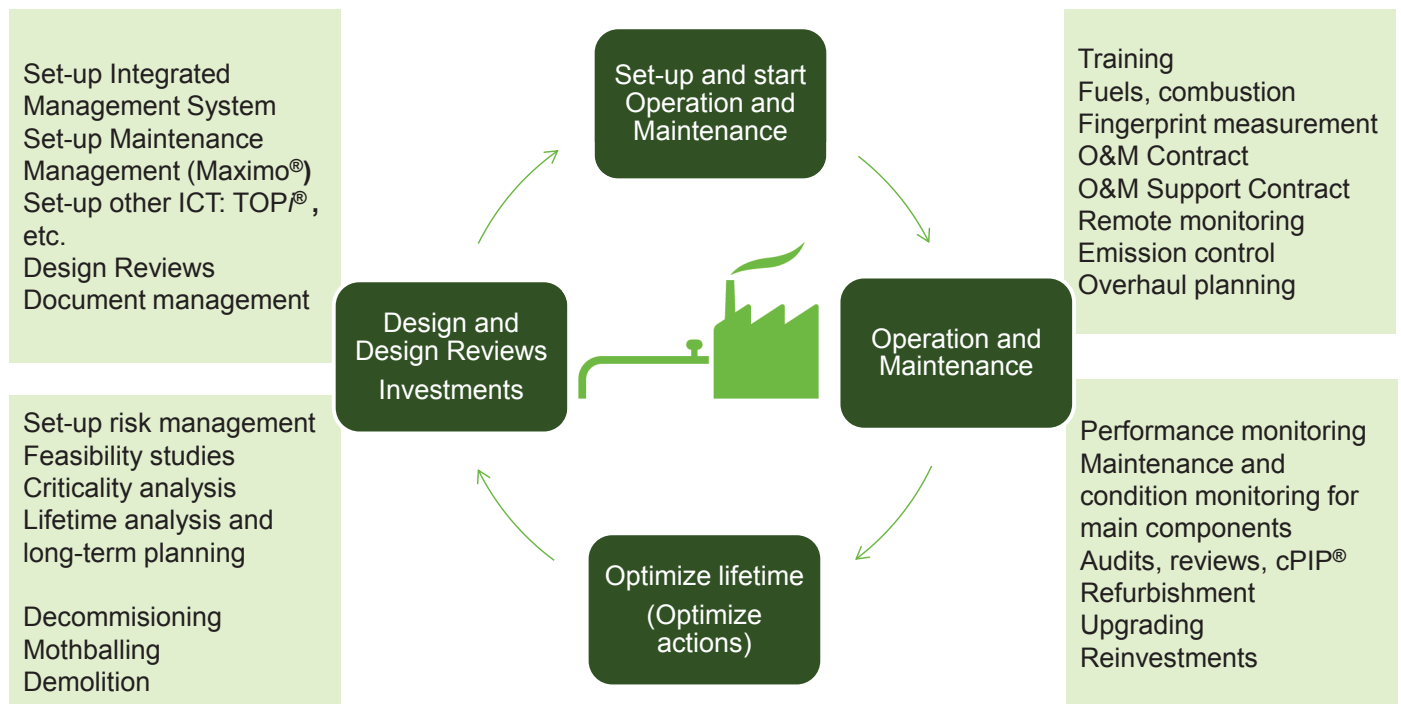 Set-up Integrated
Management System
Set-up Maintenance
Management (Maximo®)
Set-up other ICT: TOPi® ,
etc.
Design Reviews
Document management
Set-up and start
Operation and
Maintenance
Training
Fuels, combustion
Fingerprint measurement
O&M Contract
O&M Support Contract
Remote monitoring
Emission control
Overhaul planning
Design and
Design Reviews
Investments
Operation and
Maintenance
Set-up risk management
Feasibility studies
Criticality analysis
Lifetime analysis and
long-term planning
Decommisioning
Mothballing
Demolition
Optimize lifetime
(Optimize
actions)
Performance monitoring
Maintenance and
condition monitoring for
main components
Audits, reviews, cPIP®
Refurbishment
Upgrading
Reinvestments